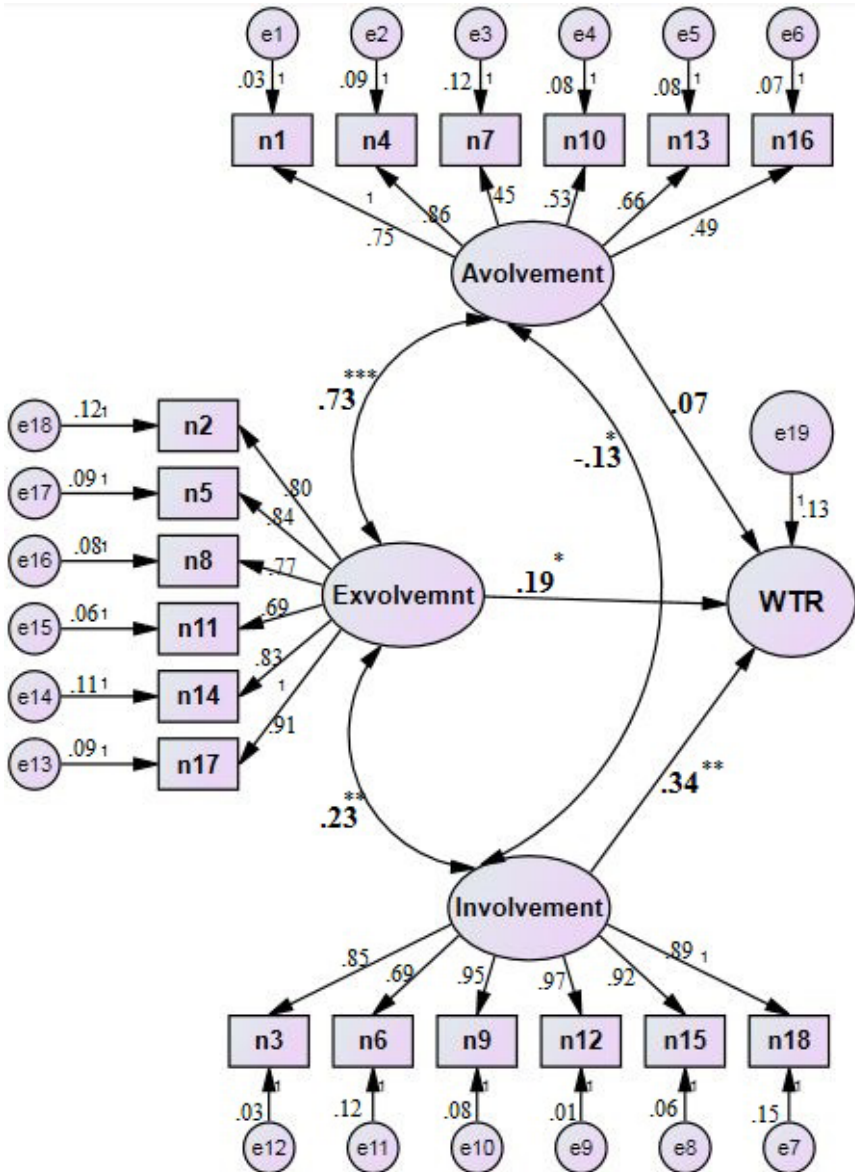 e1 e2 e3 e4 e5 e6
.03 1 .09 1 .12 1 .08 1 .08 1 .07 1
n1 n4 n7 n10 n13 n16
1 .75 .86 .45 .53 .66 .49
Avolvement
.73***
-.13*
.07
e19
1 .13
e18 .12 1 n2
e17 .09 1 n5
e16 .08 1 n8
e15 .06 1 n11
e14 .11 1 n14
e13 .09 1 n17
.80
.84
.77
.69
.83
1
.91
Exvolvemnt
.19*
WTR
.23**
.34**
Involvement
.85 .69 .95 .97 .92 .89 1
n3 n6 n9 n12 n15 n18
.03 1 .12 1 .08 1 .01 1 .06 1 .15 1
e12 e11 e10 e9 e8 e7